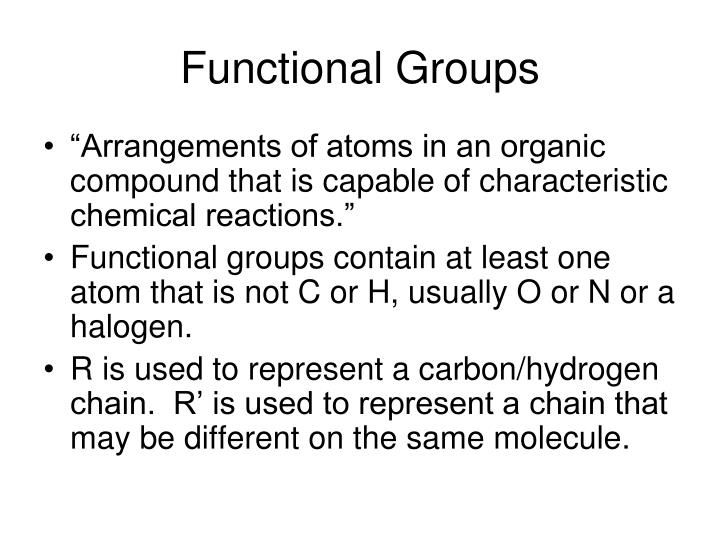 Functional Groups
• “Arrangements of atoms in an organic
compound that is capable of characteristic
chemical reactions.”
• Functional groups contain at least one
atom that is not C or H, usually O or N or a
halogen.
• R is used to represent a carbon/hydrogen
chain.  R’ is used to represent a chain that
may be different on the same molecule.